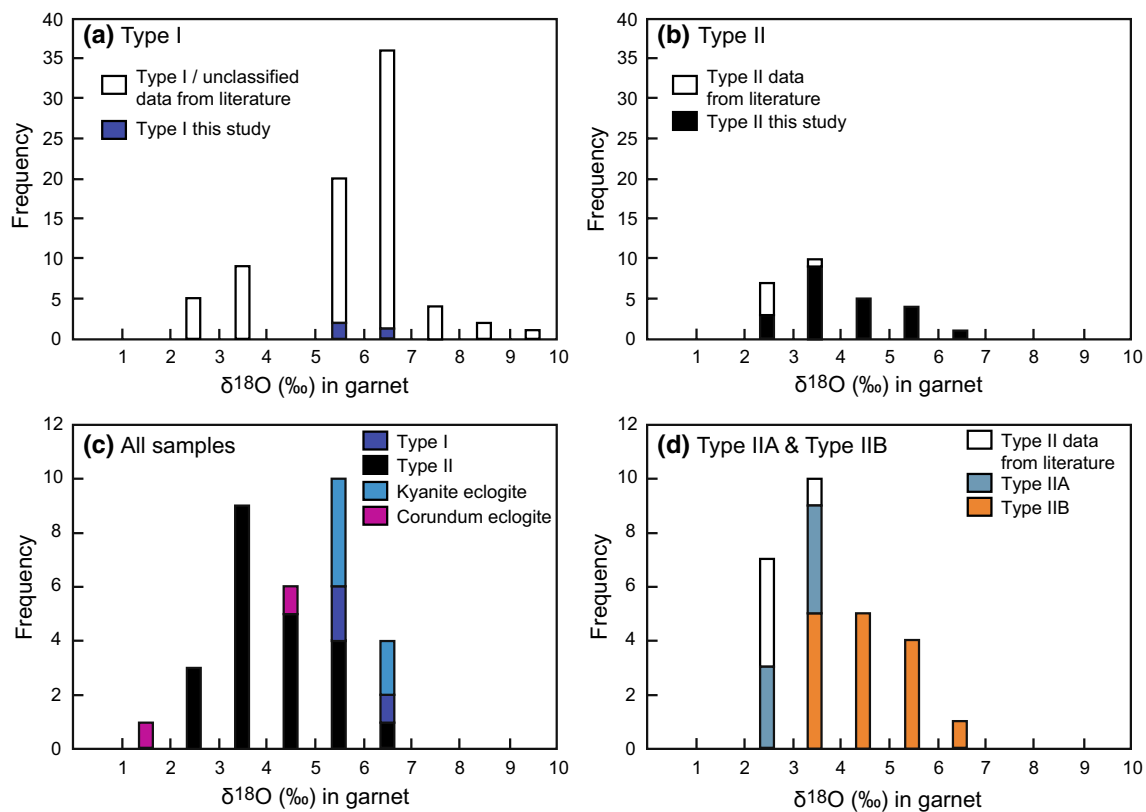 (a) Type I
Type I / unclassified
data from literature
Type I this study
Frequency
40
35
30
25
20
15
10
5
0
1 2 3 4 5 6 7 8 9 10
δ18O (‰) in garnet
(b) Type II
Type II data
from literature
Type II this study
Frequency
40
35
30
25
20
15
10
5
0
1 2 3 4 5 6 7 8 9 10
δ18O (‰) in garnet
(c) All samples
Type I
Type II
Kyanite eclogite
Corundum eclogite
Frequency
12
10
8
6
4
2
0
1 2 3 4 5 6 7 8 9 10
δ18O (‰) in garnet
(d) Type IIA & Type IIB
Type II data
from literature
Type IIA
Type IIB
Frequency
12
10
8
6
4
2
0
1 2 3 4 5 6 7 8 9 10
δ18O (‰) in garnet